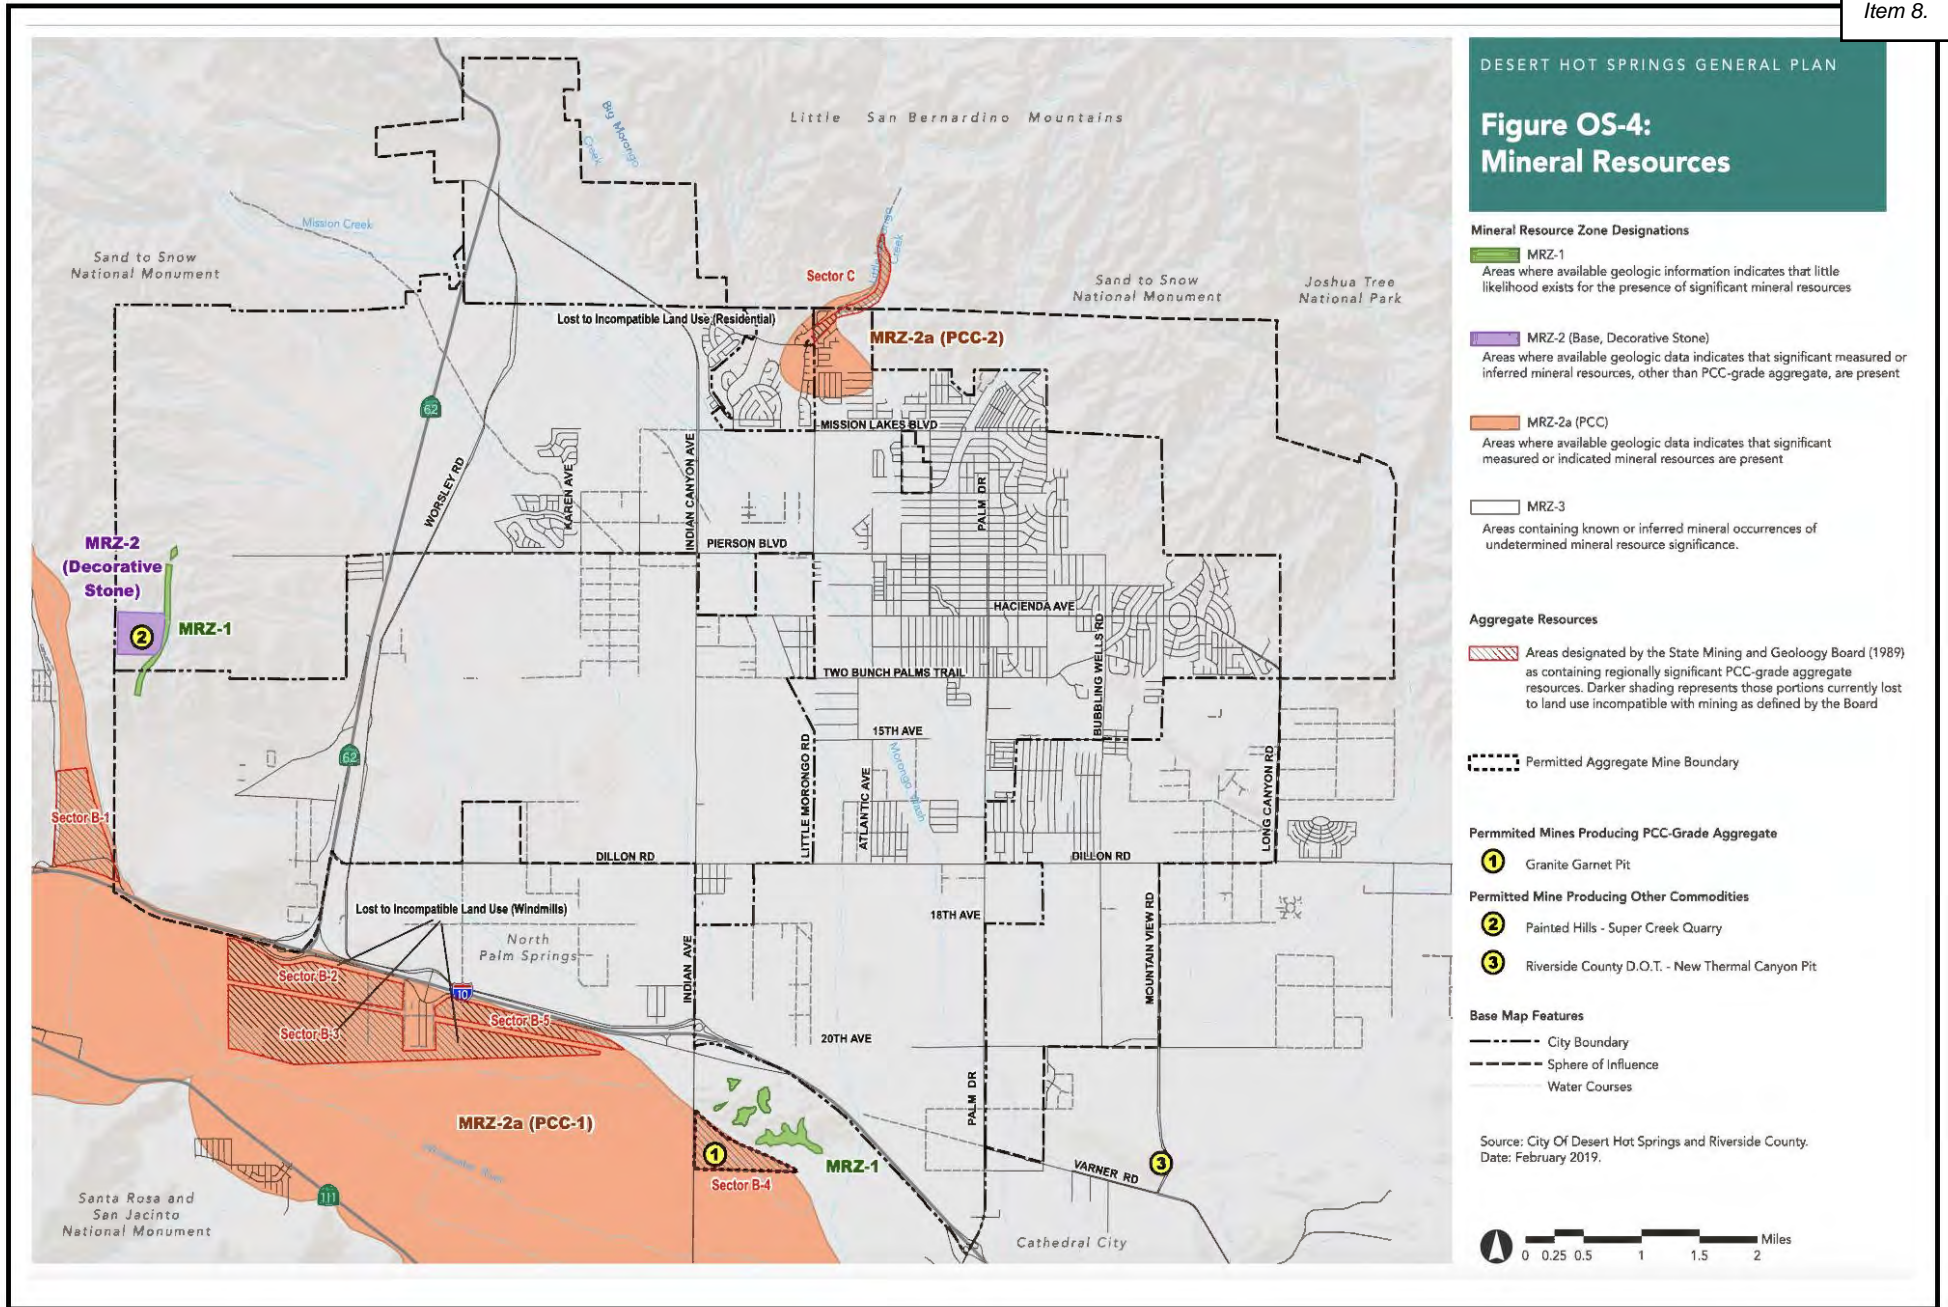 Item 8.
DESERT HOT SPRINGS GENERAL PLAN
Figure OS-4:
Mineral Resources
Mineral Resource Zone Designations
MRZ-1
Areas where available geologic information indicates that little
likelihood exists for the presence of significant mineral resources
MRZ-2 (Base, Decorative Stone)
Areas where available geologic data indicates that significant measured or
inferred mineral resources, other than PCC-grade aggregate, are present
MRZ-2a (PCC)
Areas where available geologic data indicates that significant
measured or indicated mineral resources are present
MRZ-3
Areas containing known or inferred mineral occurrences of
undetermined mineral resource significance.
Aggregate Resources
Areas designated by the State Mining and Geoloogy Board (1989)
as containing regionally significant PCC-grade aggregate
resources. Darker shading represents those portions currently lost
to land use incompatible with mining as defined by the Board
Permitted Aggregate Mine Boundary
Permmited Mines Producing PCC-Grade Aggregate
1 Granite Garnet Pit
Permitted Mine Producing Other Commodities
2 Painted Hills - Super Creek Quarry
3 Riverside County D.O.T. - New Thermal Canyon Pit
Base Map Features
City Boundary
Sphere of Influence
Water Courses
Source: City Of Desert Hot Springs and Riverside County.
Date: February 2019.
0 0.25 0.5 1 1.5 2 Miles
Little San Bernardino Mountains
Big Morongo
Creek
Mission Creek
Sand to Snow
National Monument
Sector C
Creek
Sand to Snow
National Monument
Joshua Tree
National Park
Lost to Incompatible Land Use (Residential)
MRZ-2a (PCC-2)
62
MISSION LAKES BLVD
WORSLEY RD
KAREN AVE
INDIAN CANYON AVE
PALM DR
PIERSON BLVD
MRZ-2
(Decorative
Stone)
2
MRZ-1
HACIENDA AVE
BUBBLING WELLS RD
TWO BUNCH PALMS TRAIL
15TH AVE
62
LITTLE MORONGO RD
ATLANTIC AVE
Morongo Wash
LONG CANYON RD
Sector B-1
DILLON RD
DILLON RD
Lost to Incompatible Land Use (Windmills)
18TH AVE
North
Palm Springs
INDIAN AVE
MOUNTAIN VIEW RD
Sector B-2
10
Sector B-5
Sector B-3
20TH AVE
PALM DR
MRZ-2a (PCC-1)
1
MRZ-1
Sector B-4
3
VARNER RD
111
Santa Rosa and
San Jacinto
National Monument
Cathedral City